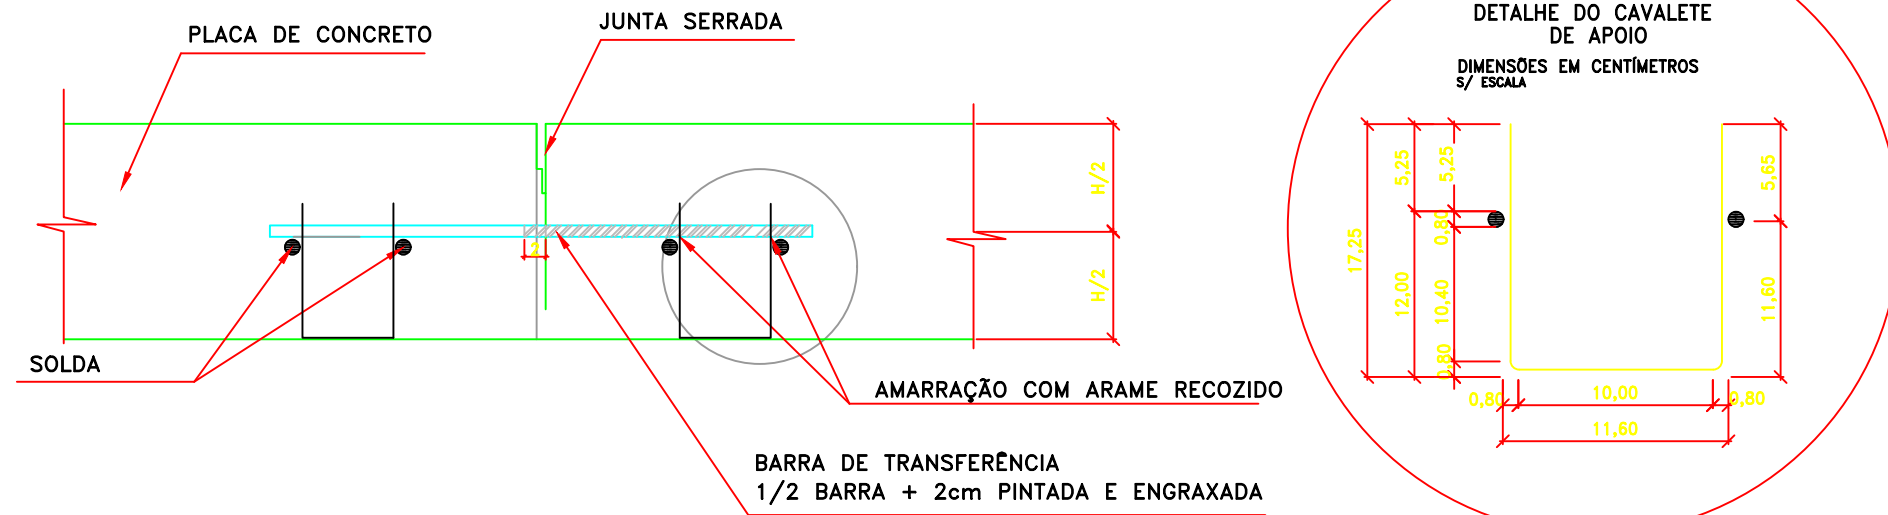 PLACA DE CONCRETO
JUNTA SERRADA
H/2
H/2
2
SOLDA
AMARRAÇÃO COM ARAME RECOZIDO
BARRA DE TRANSFERÊNCIA
1/2 BARRA + 2cm PINTADA E ENGRAXADA
DETALHE DO CAVALETE
DE APOIO
DIMENSÕES EM CENTÍMETROS
S/ ESCALA
17,25
5,25
12,00
5,25
0,80
10,40
0,80
5,65
11,60
0,80
10,00
0,80
11,60